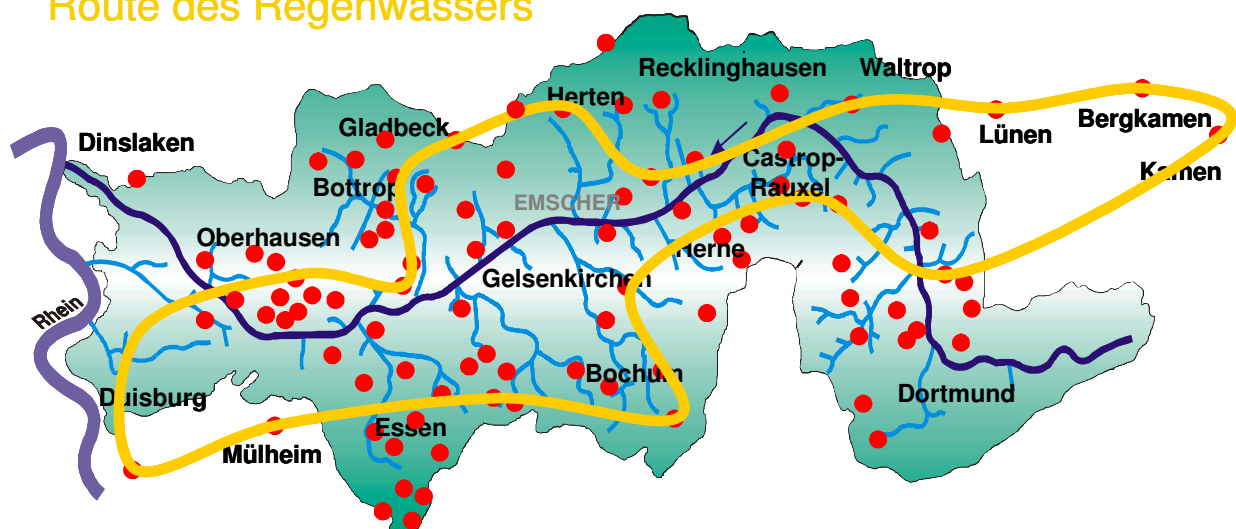 Route des Regenwassers
Recklinghausen
Waltrop
Herten
Bergkamen
Gladbeck
Lünen
Dinslaken
Castrop-
Rauxel
Kamen
Bottrop
EMSCHER
Oberhausen
Herne
Gelsenkirchen
Rhein
Bochum
Dortmund
Duisburg
Essen
Mülheim